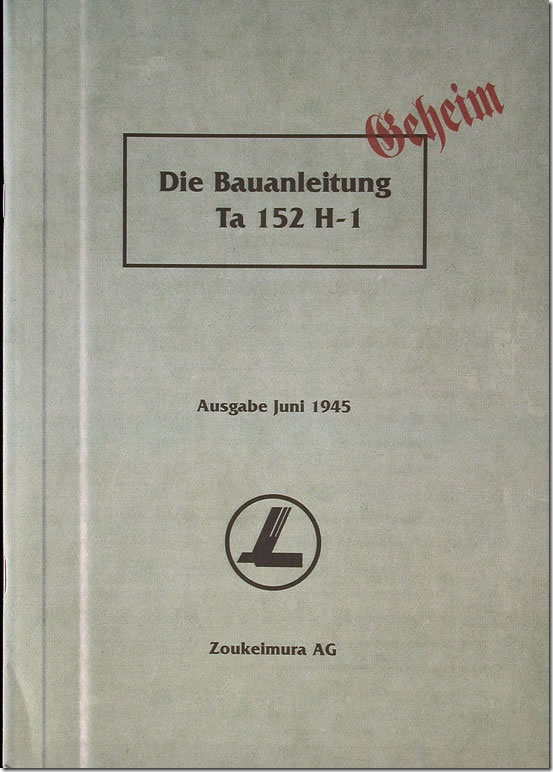 Geheim
Die Bauanleitung
Ta 152 H-1
Ausgabe Juni 1945
Zoukeimura AG